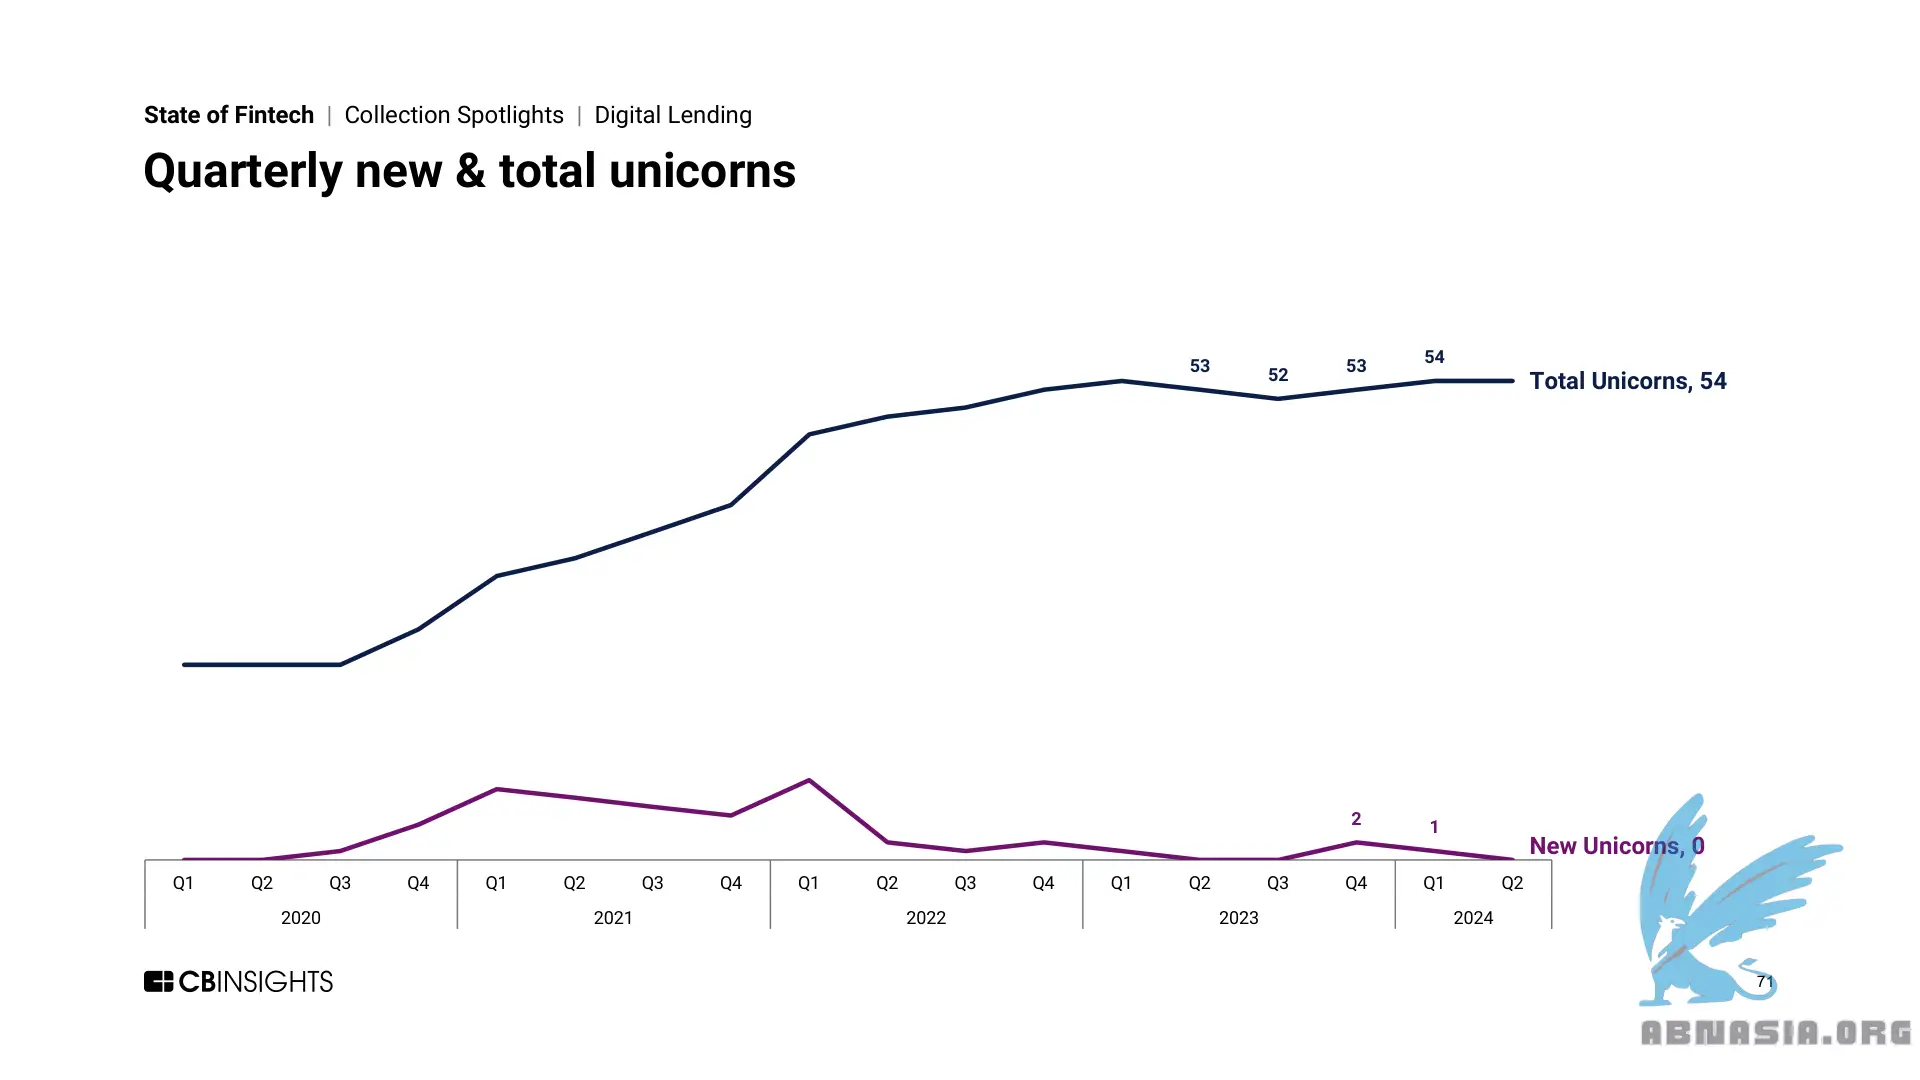 State of Fintech | Collection Spotlights | Digital Lending
Quarterly new & total unicorns
53 52 53 54
Total Unicorns, 54
2 1
New Unicorns, 0
Q1 Q2 Q3 Q4 Q1 Q2 Q3 Q4 Q1 Q2 Q3 Q4 Q1 Q2 Q3 Q4 Q1 Q2
2020 2021 2022 2023 2024
CBINSIGHTS
71
ABNASIA.ORG